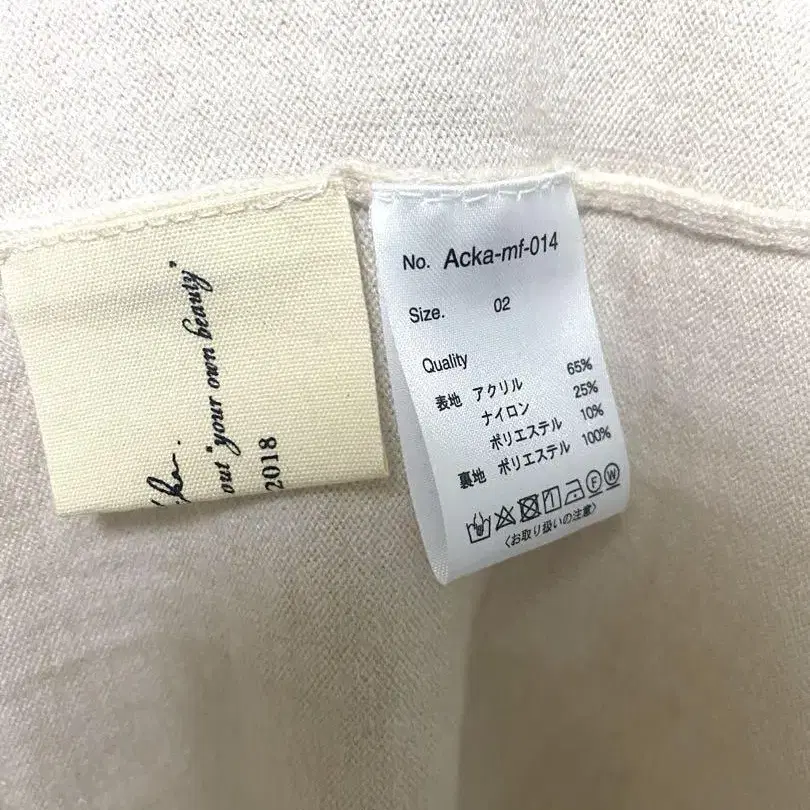 out "your own beauty"
2018
No. Acka-mf-014
Size. 02
Quality
表地 アクリル 65%
ナイロン 25%
ポリエステル 10%
裏地 ポリエステル 100%
F W
〈お取り扱いの注意〉